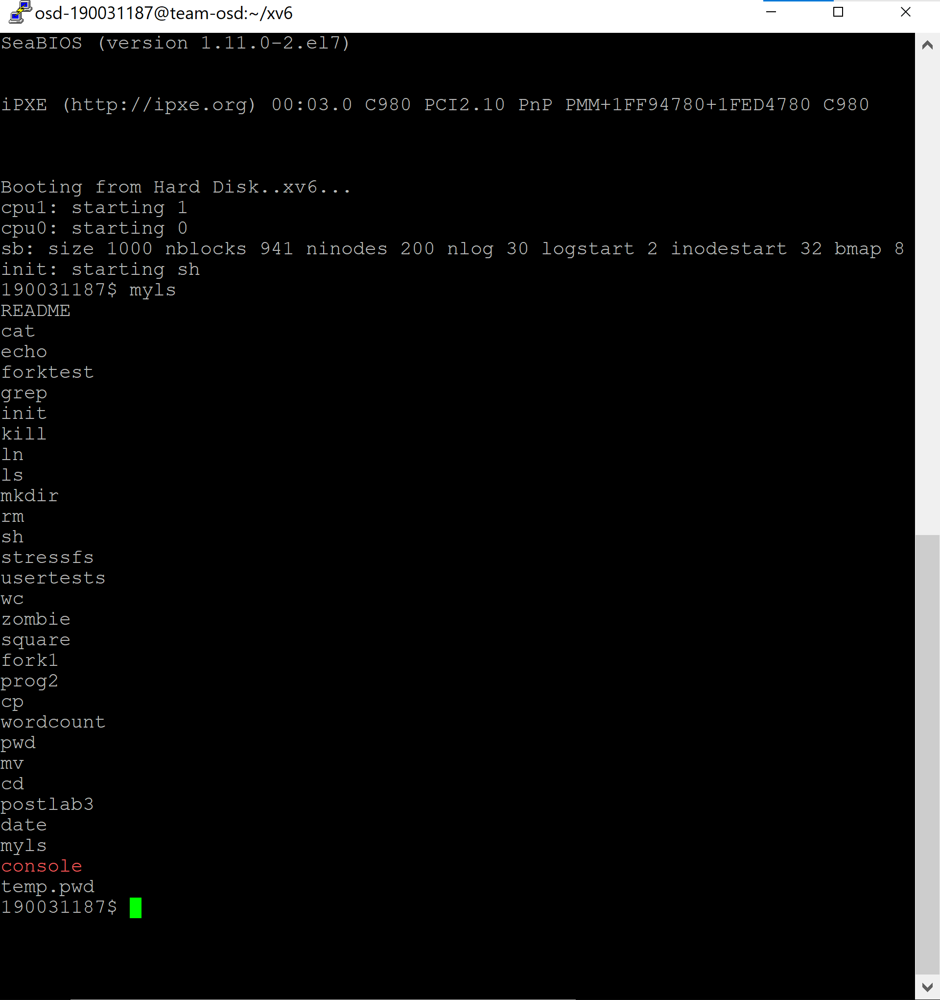 osd-190031187@team-osd:~/xv6
SeaBIOS (version 1.11.0-2.el7)
iPXE (http://ipxe.org) 00:03.0 C980 PCI2.10 PnP PMM+1FF94780+1FED4780 C980
Booting from Hard Disk..xv6...
cpu1: starting 1
cpu0: starting 0
sb: size 1000 nblocks 941 ninodes 200 nlog 30 logstart 2 inodestart 32 bmap 8
init: starting sh
190031187$ myls
README
cat
echo
forktest
grep
init
kill
ln
ls
mkdir
rm
sh
stressfs
usertests
wc
zombie
square
fork1
prog2
cp
wordcount
pwd
mv
cd
postlab3
date
myls
console
temp.pwd
190031187$